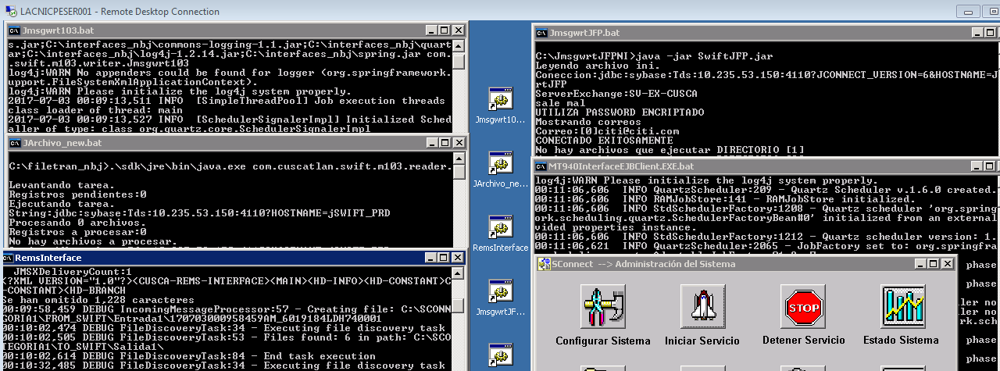 LACNICPESER001 - Remote Desktop Connection
Jmsgwrt103.bat
s.jar;C:\interfaces_nbj\commons-logging-1.1.jar;C:\interfaces_nbj\quart
ar;C:\interfaces_nbj\log4j-1.2.14.jar;C:\interfaces_nbj\spring.jar com.
.swift.m103.writer.Jmsgwrt103
log4j:WARN No appenders could be found for logger (org.springframework.
upport.FileSystemXmlApplicationContext).
log4j:WARN Please initialize the log4j system properly.
2017-07-03 00:09:13,511 INFO  [SimpleThreadPool] Job execution threads
class loader of thread: main
2017-07-03 00:09:13,527 INFO  [SchedulerSignalerImpl] Initialized Sched
aller of type: class org.quartz.core.SchedulerSignalerImpl
JArchivo_new.bat
C:\filetran_nbj>.\sdk\jre\bin\java.exe com.cuscatlan.swift.m103.reader.
Levantando tarea.
Registros pendientes:0
Ejecutando tarea.
String:jdbc:sybase:Tds:10.235.53.150:4110?HOSTNAME=jSWIFT_PRD
Procesando 0 archivos.
Registros a procesar:0
No hay archivos a procesar.
RemsInterface
JMSXDeliveryCount:1
<?XML VERSION="1.0"?><CUSCA-REMS-INTERFACE><MAIN><HD-INFO><HD-CONSTANT>C
-CONSTANT><HD-BRANCH
Se han omitido 1,228 caracteres
00:09:58,459 DEBUG IncomingMessageProcessor:57 - Creating file: C:\SCONN
GORIA1\FROM_SWIFT\Entrada1\170703000958459AM_6019184LDH740001
00:10:02,474 DEBUG FileDiscoveryTask:34 - Executing file discovery task
00:10:02,505 DEBUG FileDiscoveryTask:53 - Files found: 6 in path: C:\SCO
TEGORIA1\TO_SWIFT\Salida1\
00:10:02,614 DEBUG FileDiscoveryTask:84 - End task execution
00:10:32,485 DEBUG FileDiscoveryTask:34 - Executing file discovery task
Jmsgwrt10...
JArchivo_ne...
RemsInterface
JmsgwrtJF...
JmsgwrtJFP.bat
C:\JmsgwrtJFPNI>java -jar SwiftJFP.jar
Leyendo archivo ini.
Coneccion:jdbc:sybase:Tds:10.235.53.150:4110?JCONNECT_VERSION=6&HOSTNAME=J
rtJFP
ServerExchange:SV-EX-CUSCA
sale mal
UTILIZA PASSWORD ENCRIPTADO
Mostrando correos
Correo:[0]citi@citi.com
CONECTADO EXITOSAMENTE
No hay archivos que ejecutar DIRECTORIO [1]
MT940InterfaceEJBClient.EXE.bat
log4j:WARN Please initialize the log4j system properly.
00:11:06,606  INFO QuartzScheduler:209 - Quartz Scheduler v.1.6.0 created.
00:11:06,606  INFO RAMJobStore:141 - RAMJobStore initialized.
00:11:06,606  INFO StdSchedulerFactory:1208 - Quartz scheduler 'org.spring
ork.scheduling.quartz.SchedulerFactoryBean#0' initialized from an external
vided properties instance.
00:11:06,606  INFO StdSchedulerFactory:1212 - Quartz scheduler version: 1.
00:11:06,621  INFO QuartzScheduler:2065 - JobFactory set to: org.springfra
SConnect --> Administración del Sistema
Configurar Sistema
Iniciar Servicio
STOP
Detener Servicio
Estado Sistema
phase
phase
ler no
rk.sch
phase
ler no
phase
phase